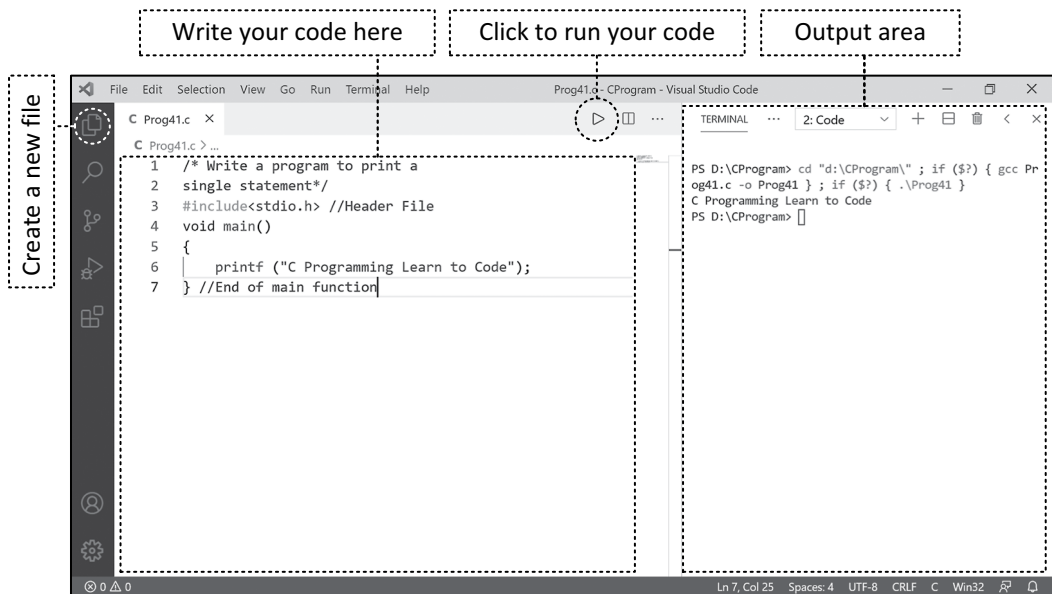 Write your code here
Click to run your code
Output area
Create a new file
File Edit Selection View Go Run Terminal Help
Prog41.c - CProgram - Visual Studio Code
C Prog41.c ×
TERMINAL ··· 2: Code
C Prog41.c > ...
1 /* Write a program to print a
2 single statement*/
3 #include<stdio.h> //Header File
4 void main()
5 {
6 printf ("C Programming Learn to Code");
7 } //End of main function
PS D:\CProgram> cd "d:\CProgram\" ; if ($?) { gcc Pr
og41.c -o Prog41 } ; if ($?) { .\Prog41 }
C Programming Learn to Code
PS D:\CProgram>
0 0
Ln 7, Col 25 Spaces: 4 UTF-8 CRLF C Win32